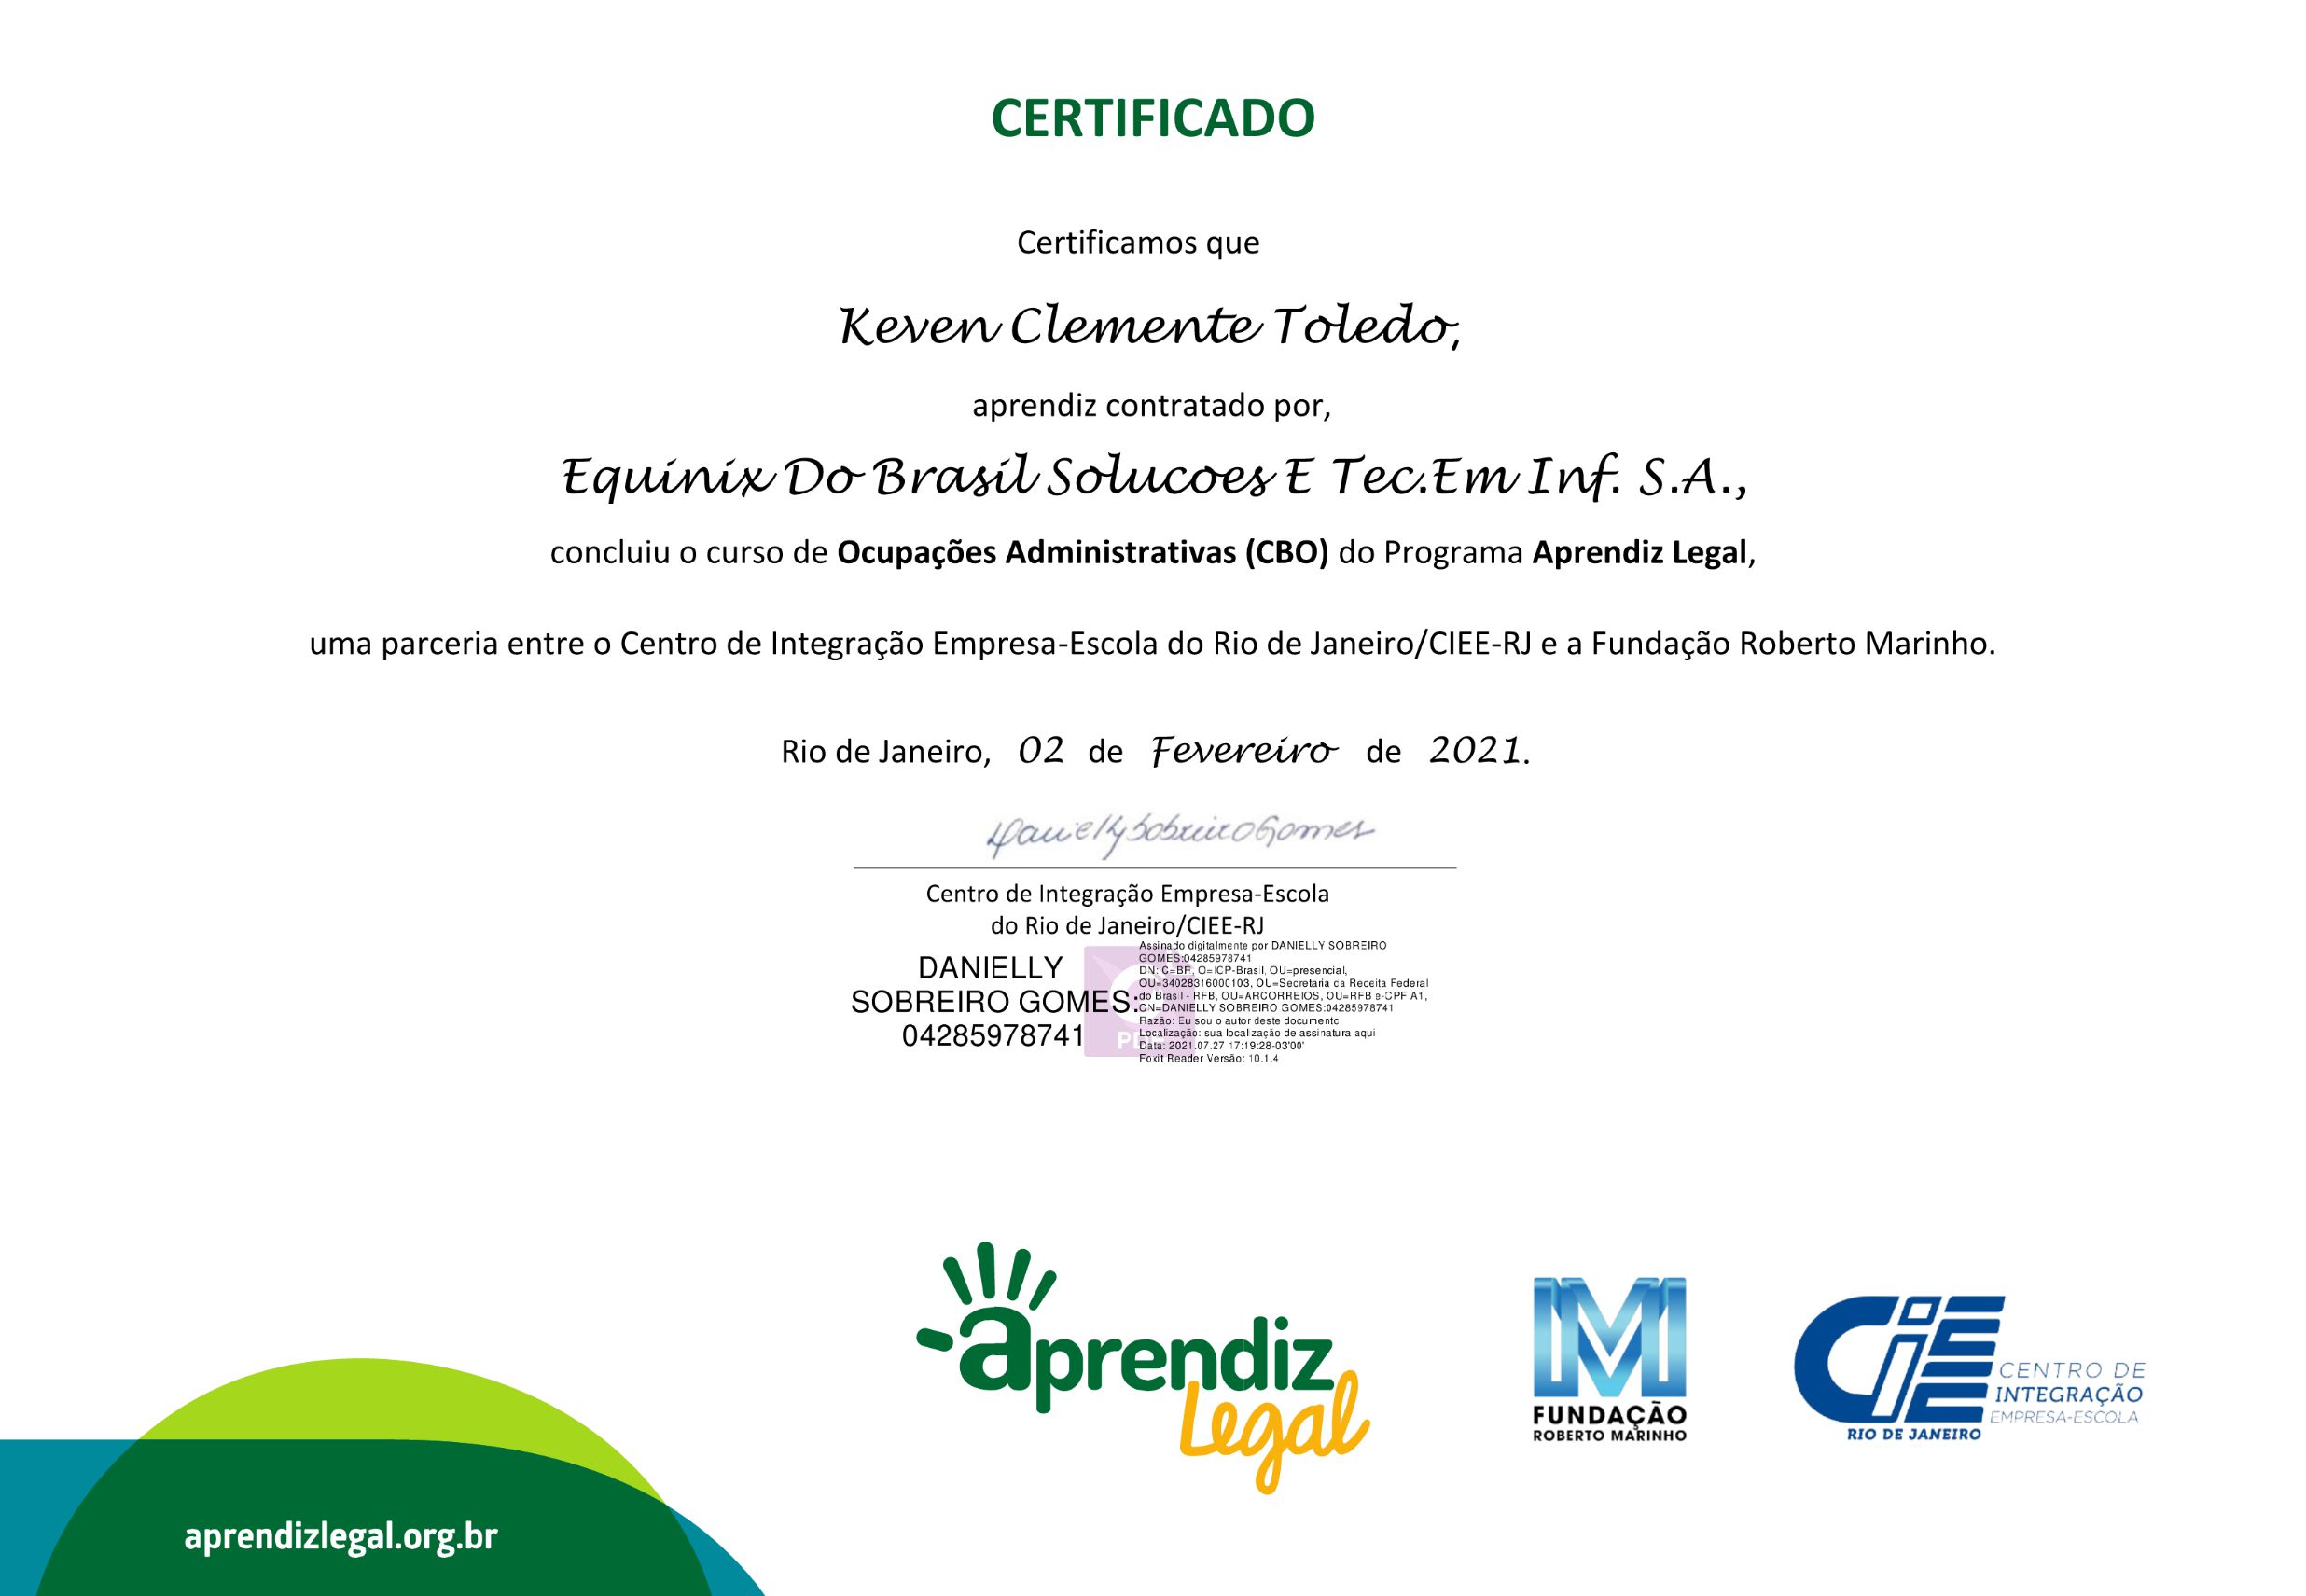 CERTIFICADO
Certificamos que
Keven Clemente Toledo,
aprendiz contratado por,
Equinix Do Brasil Solucoes E Tec.Em Inf. S.A.,
concluiu o curso de Ocupações Administrativas (CBO) do Programa Aprendiz Legal,
uma parceria entre o Centro de Integração Empresa-Escola do Rio de Janeiro/CIEE-RJ e a Fundação Roberto Marinho.
Rio de Janeiro, 02 de Fevereiro de 2021.
Danielly Sobreiro Gomes
Centro de Integração Empresa-Escola
do Rio de Janeiro/CIEE-RJ
DANIELLY
SOBREIRO GOMES:
04285978741
Assinado digitalmente por DANIELLY SOBREIRO
GOMES:04285978741
DN: C=BR, O=ICP-Brasil, OU=presencial,
OU=34028316000103, OU=Secretaria da Receita Federal
do Brasil - RFB, OU=ARCORREIOS, OU=RFB e-CPF A1,
CN=DANIELLY SOBREIRO GOMES:04285978741
Razão: Eu sou o autor deste documento
Localização: sua localização de assinatura aqui
Data: 2021.07.27 17:19:28-03'00'
Foxit Reader Versão: 10.1.4
aprendiz
Legal
FUNDAÇÃO
ROBERTO MARINHO
CIEE
CENTRO DE
INTEGRAÇÃO
EMPRESA-ESCOLA
RIO DE JANEIRO
aprendizlegal.org.br